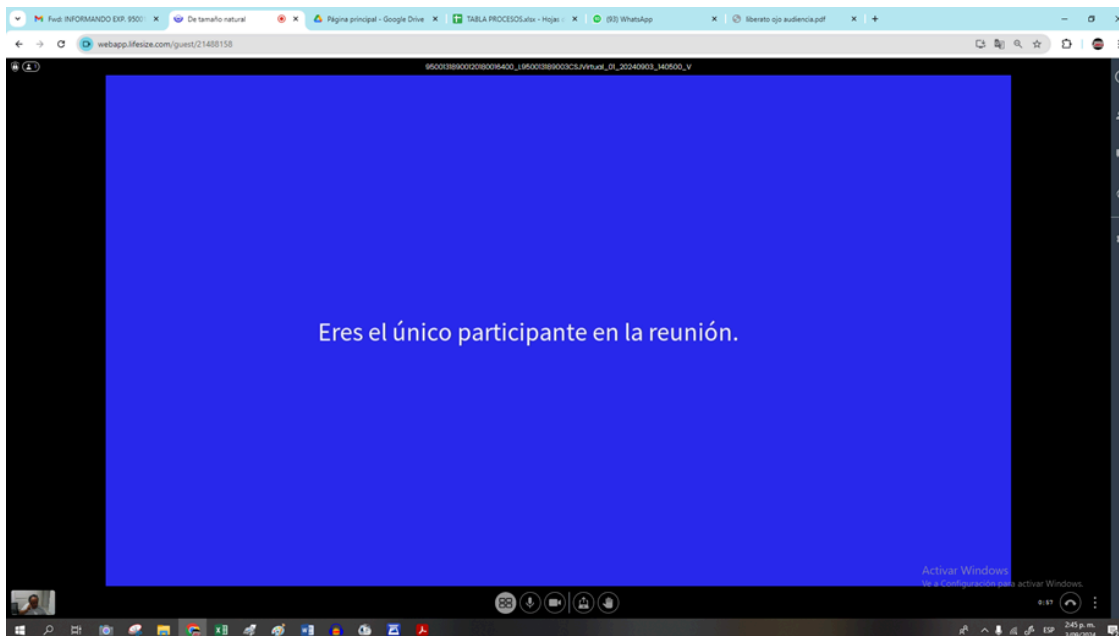 Fwd: INFORMANDO EXP. 9500
De tamaño natural
Página principal - Google Drive
TABLA PROCESOS.xlsx - Hojas
(93) WhatsApp
liberato ojo audiencia.pdf
webapp.lifesize.com/guest/21488158
Eres el único participante en la reunión.
Activar Windows
Ve a Configuración para activar Windows.
0:57
ESP
2:45 p. m.